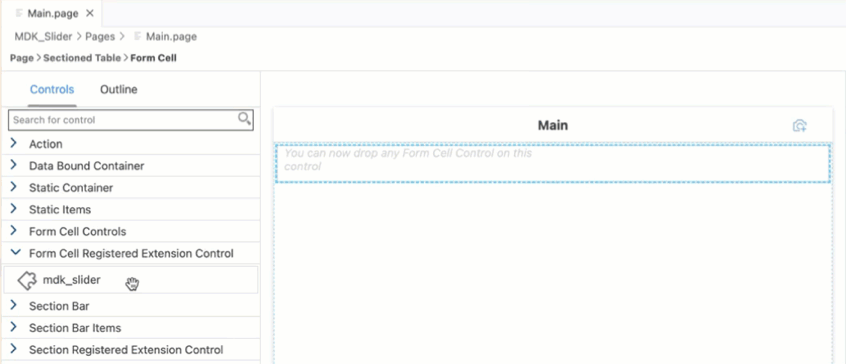 Main.page
MDK_Slider > Pages > Main.page
Page > Sectioned Table > Form Cell
Controls Outline
Search for control
Action
Data Bound Container
Static Container
Static Items
Form Cell Controls
Form Cell Registered Extension Control
mdk_slider
Section Bar
Section Bar Items
Section Registered Extension Control
Main
You can now drop any Form Cell Control on this
control